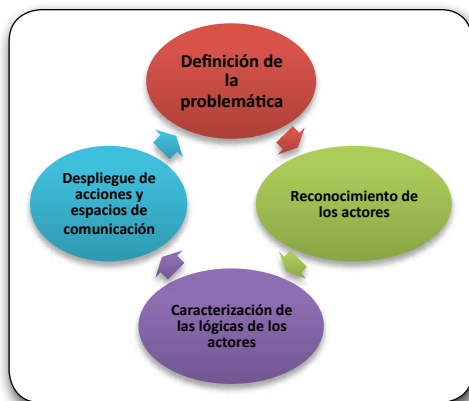 Definición de
la
problemática
Reconocimiento de
los actores
Caracterización de
las lógicas de los
actores
Despliegue de
acciones y
espacios de
comunicación